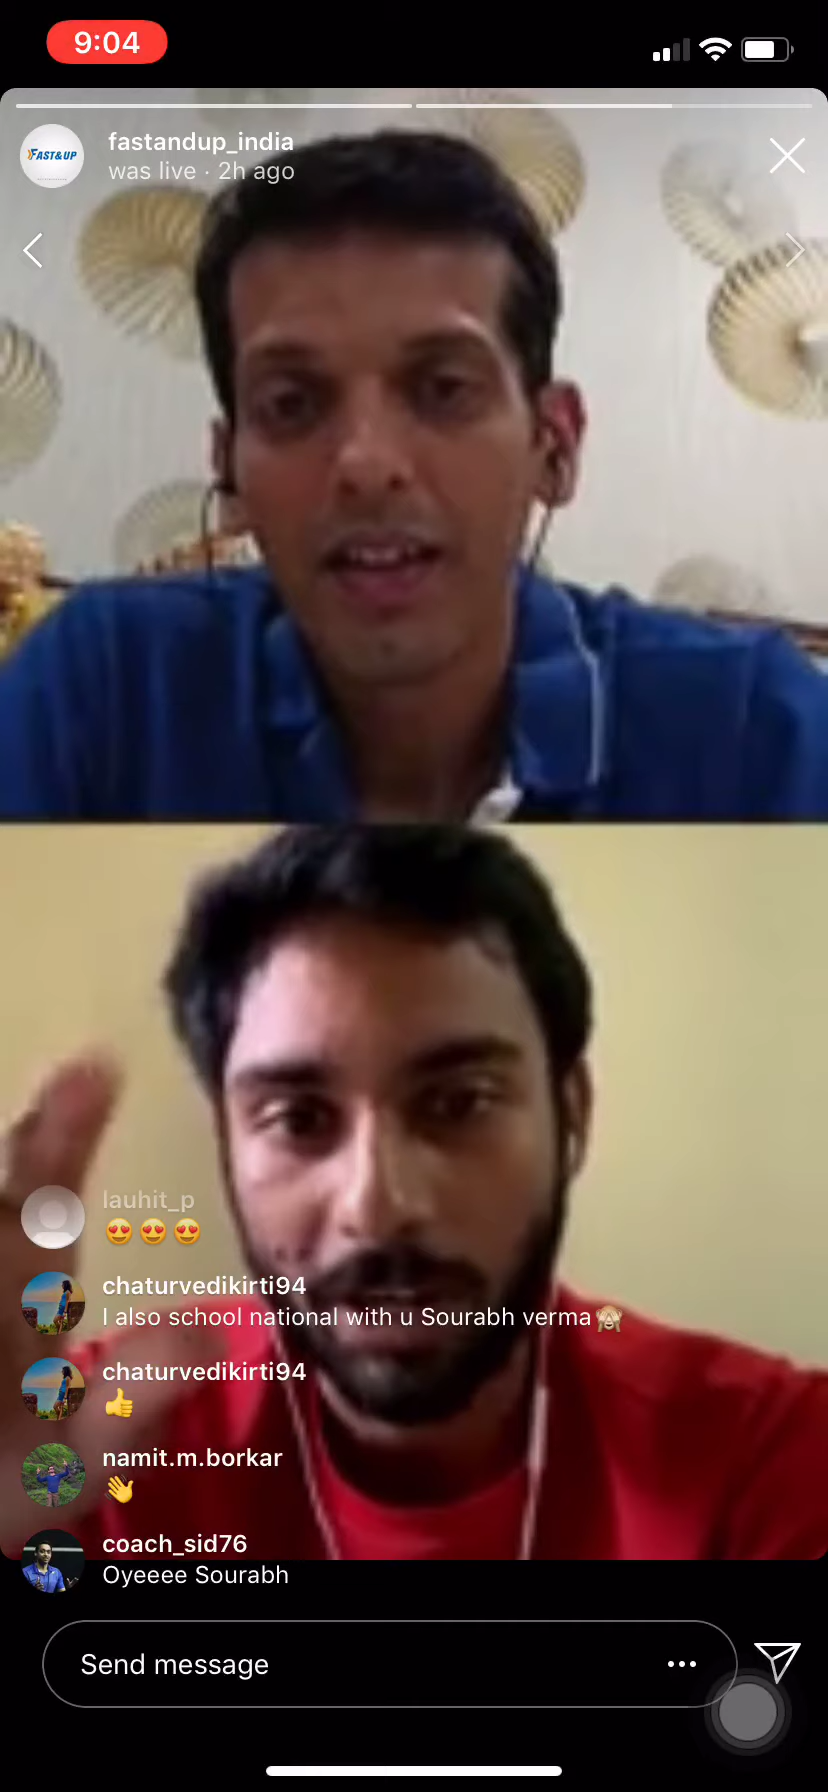 9:04
FAST&UP
fastandup_india
was live · 2h ago
lauhit_p
😍😍😍
chaturvedikirti94
I also school national with u Sourabh verma🙈
chaturvedikirti94
👍
namit.m.borkar
👋
coach_sid76
Oyeeee Sourabh
Send message